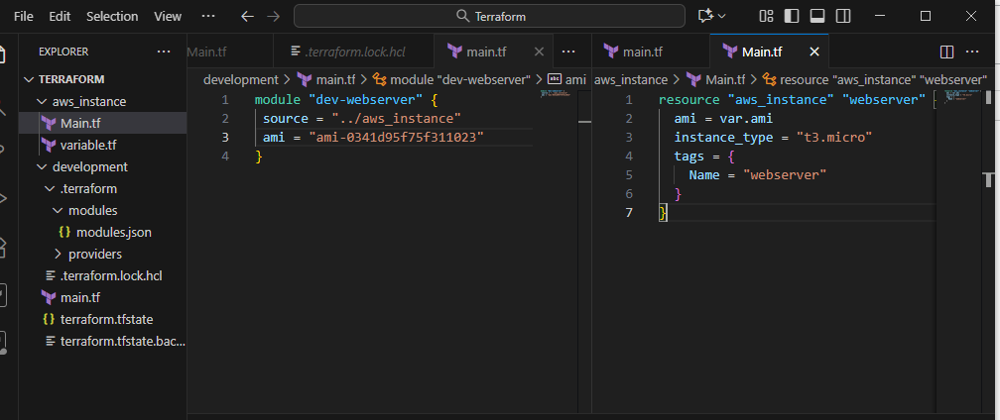 File Edit Selection View ··· Terraform
EXPLORER ···
TERRAFORM
aws_instance
Main.tf
variable.tf
development
.terraform
modules
{} modules.json
providers
.terraform.lock.hcl
main.tf
{} terraform.tfstate
terraform.tfstate.bac...
Main.tf .terraform.lock.hcl main.tf ···
development > main.tf > module "dev-webserver" > abc ami
1 module "dev-webserver" {
2 source = "../aws_instance"
3 ami = "ami-0341d95f75f311023"
4 }
main.tf Main.tf ···
aws_instance > Main.tf > resource "aws_instance" "webserver"
1 resource "aws_instance" "webserver" {
2 ami = var.ami
3 instance_type = "t3.micro"
4 tags = {
5 Name = "webserver"
6 }
7 }